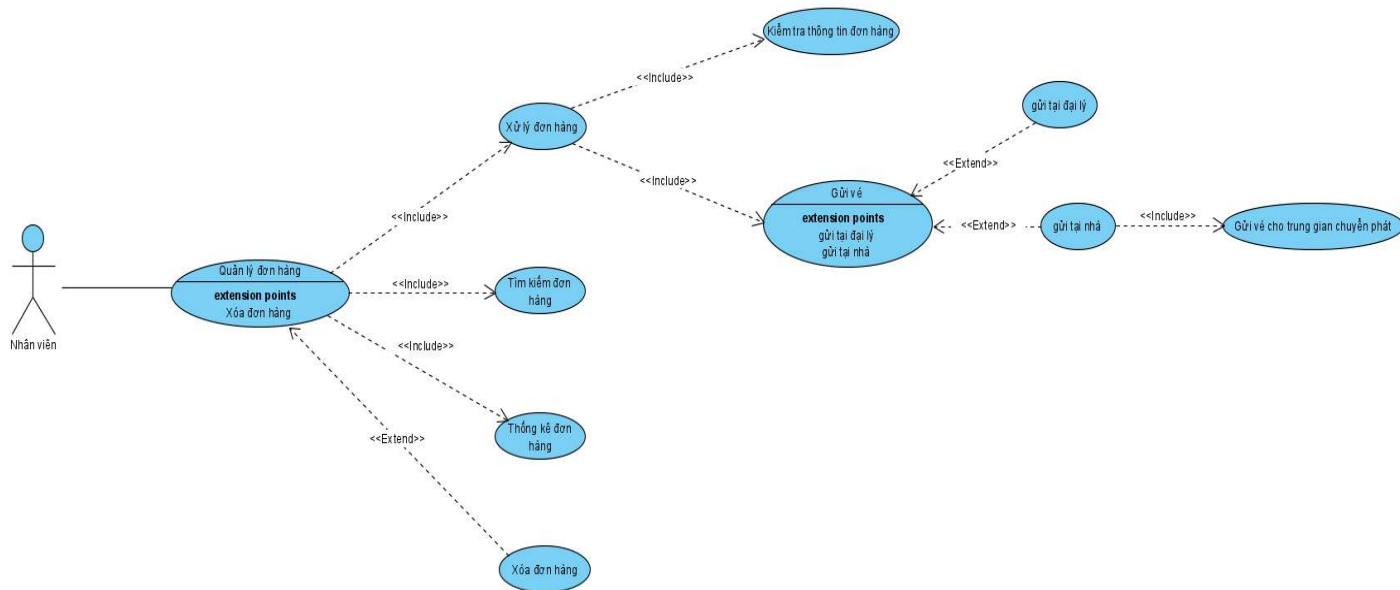 Kiểm tra thông tin đơn hàng
<<Include>>
gửi tại đại lý
Xử lý đơn hàng
<<Extend>>
<<Include>>
Gửi vé
extension points
gửi tại đại lý
gửi tại nhà
<<Extend>>
gửi tại nhà
<<Include>>
Gửi vé cho trung gian chuyển phát
<<Include>>
Quản lý đơn hàng
extension points
Xóa đơn hàng
<<Include>>
Tìm kiếm đơn
hàng
Nhân viên
<<Include>>
Thống kê đơn
hàng
<<Extend>>
Xóa đơn hàng